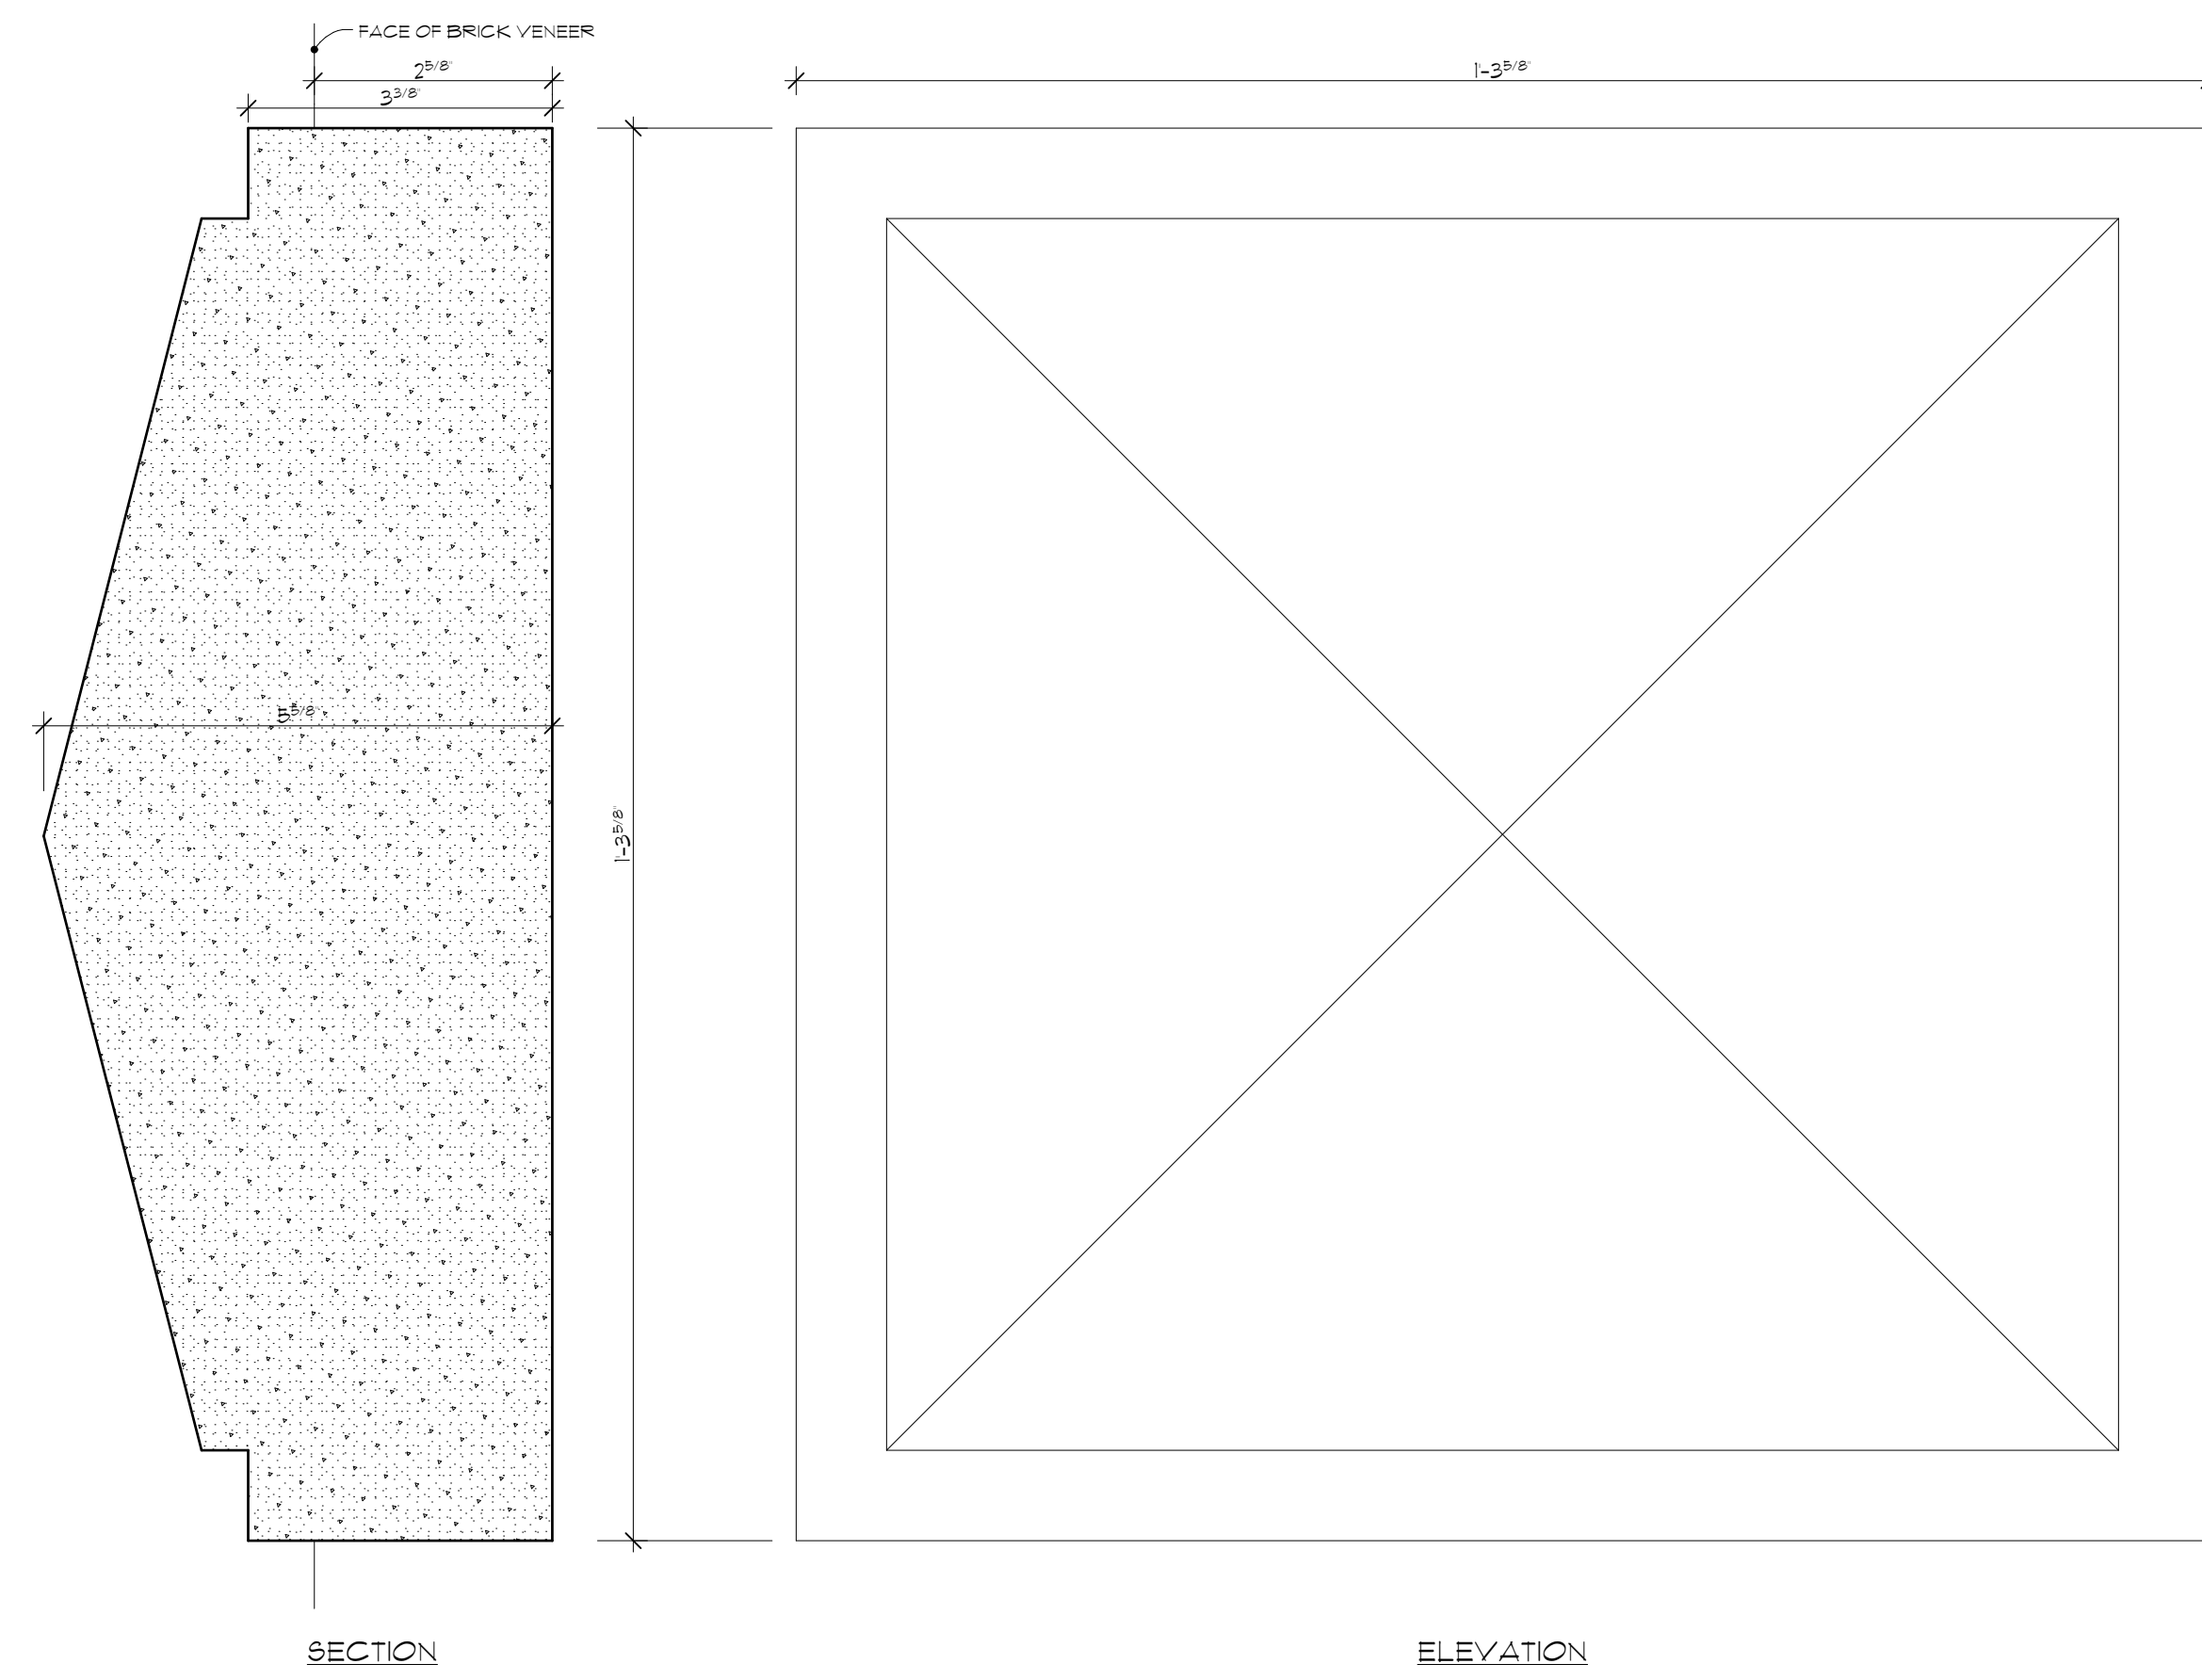 FACE OF BRICK VENEER
2 5/8"
1'-3 5/8"
3 3/8"
5 5/8"
1'-3 5/8"
SECTION
ELEVATION